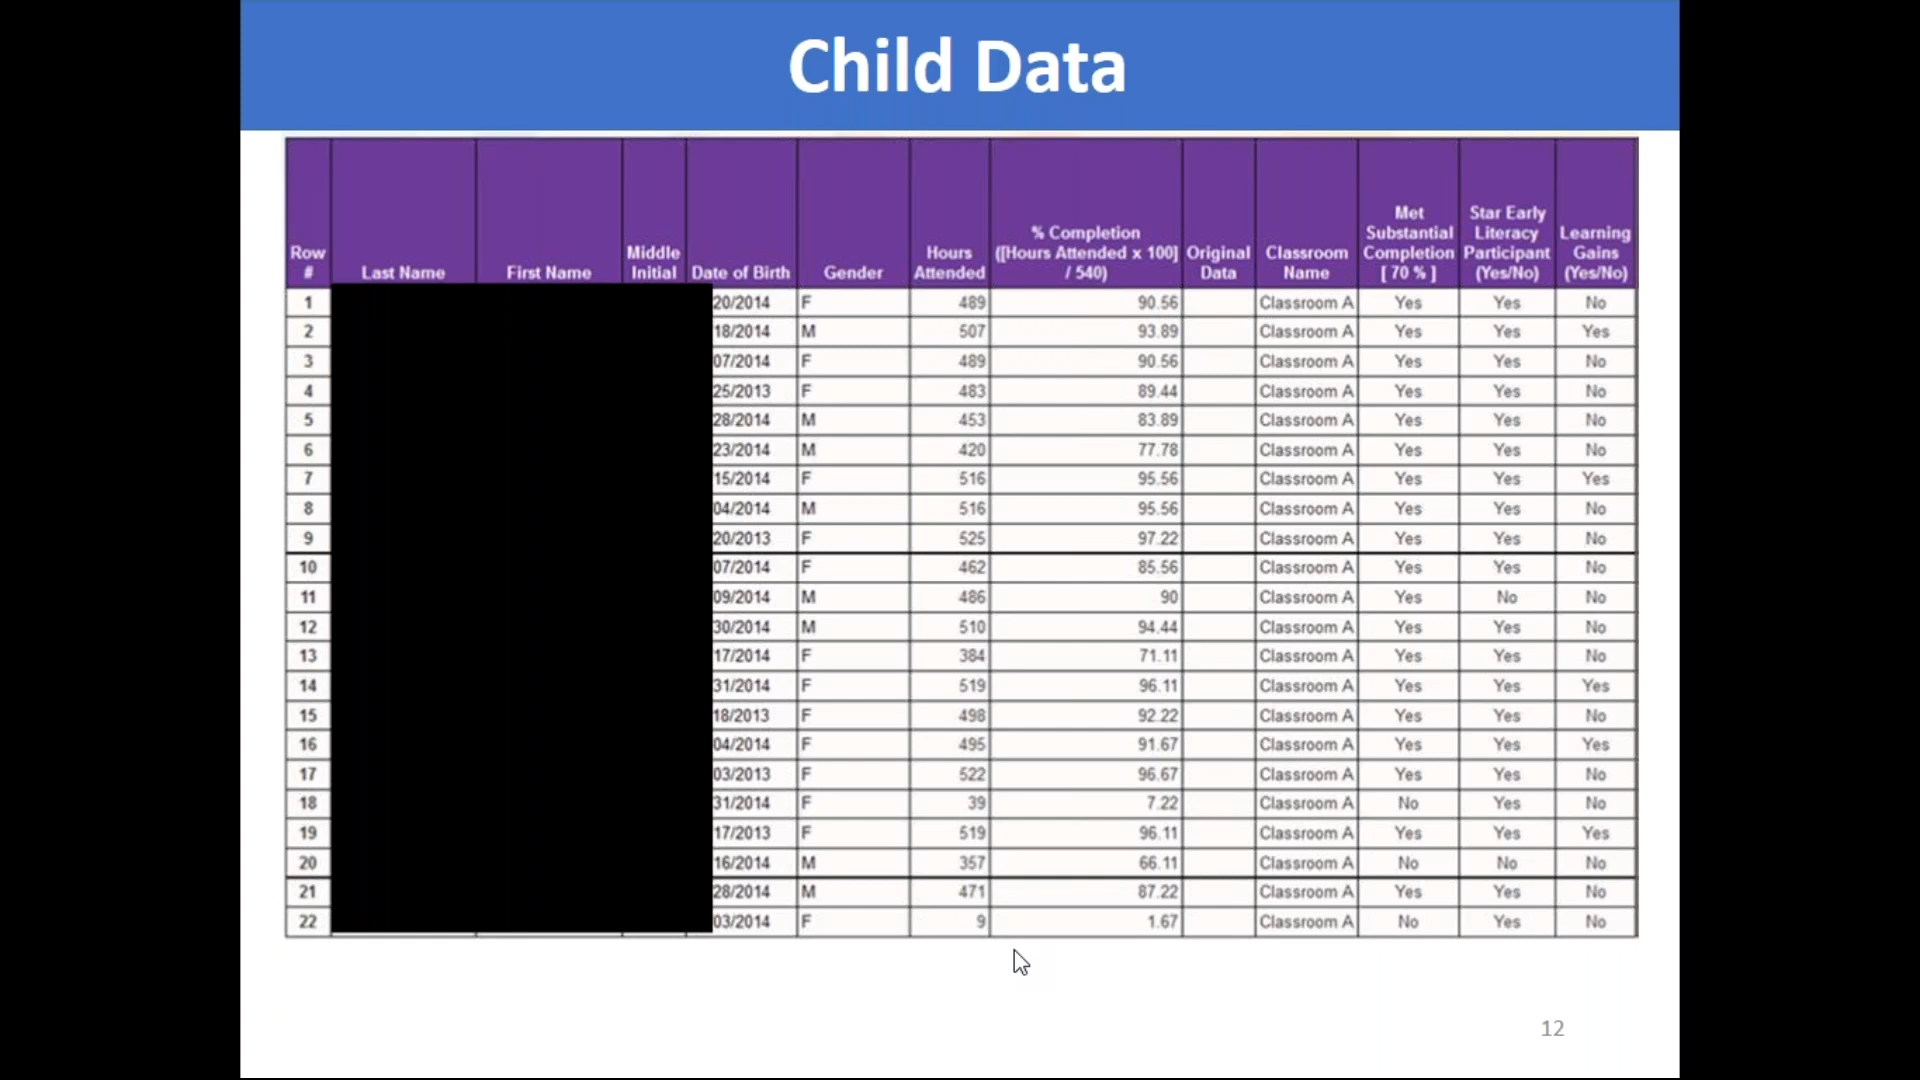 Child Data
Row # Last Name First Name Middle Initial Date of Birth Gender Hours Attended % Completion ([Hours Attended x 100] / 540) Original Data Classroom Name Met Substantial Completion [ 70 % ] Star Early Literacy Participant (Yes/No) Learning Gains (Yes/No)
1 20/2014 F 489 90.56 Classroom A Yes Yes No
2 18/2014 M 507 93.89 Classroom A Yes Yes Yes
3 07/2014 F 489 90.56 Classroom A Yes Yes No
4 25/2013 F 483 89.44 Classroom A Yes Yes No
5 28/2014 M 453 83.89 Classroom A Yes Yes No
6 23/2014 M 420 77.78 Classroom A Yes Yes No
7 15/2014 F 516 95.56 Classroom A Yes Yes Yes
8 04/2014 M 516 95.56 Classroom A Yes Yes No
9 20/2013 F 525 97.22 Classroom A Yes Yes No
10 07/2014 F 462 85.56 Classroom A Yes Yes No
11 09/2014 M 486 90 Classroom A Yes No No
12 30/2014 M 510 94.44 Classroom A Yes Yes No
13 17/2014 F 384 71.11 Classroom A Yes Yes No
14 31/2014 F 519 96.11 Classroom A Yes Yes Yes
15 18/2013 F 498 92.22 Classroom A Yes Yes No
16 04/2014 F 495 91.67 Classroom A Yes Yes Yes
17 03/2013 F 522 96.67 Classroom A Yes Yes No
18 31/2014 F 39 7.22 Classroom A No Yes No
19 17/2013 F 519 96.11 Classroom A Yes Yes Yes
20 16/2014 M 357 66.11 Classroom A No No No
21 28/2014 M 471 87.22 Classroom A Yes Yes No
22 03/2014 F 9 1.67 Classroom A No Yes No
12